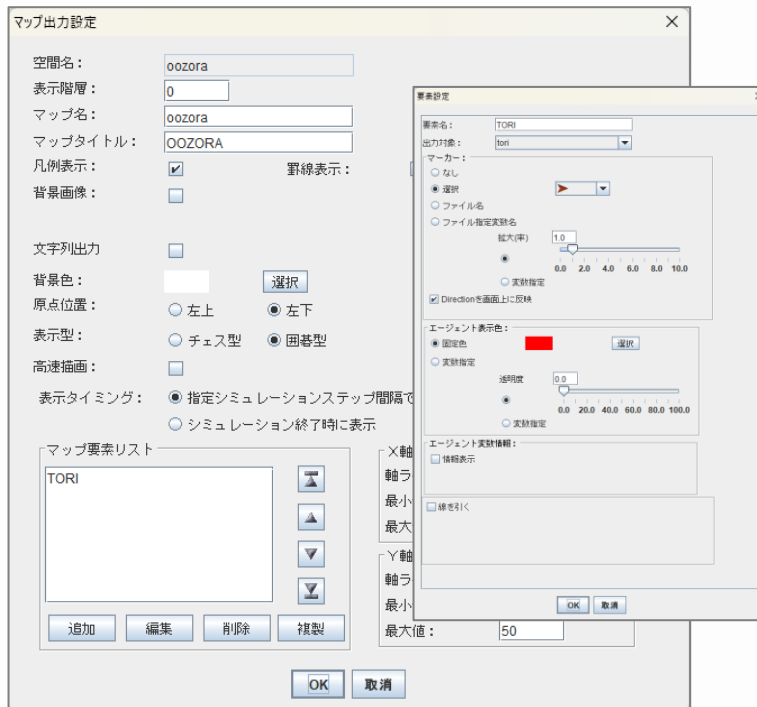 マップ出力設定
空間名：
oozora
表示階層：
0
マップ名：
oozora
マップタイトル：
OOZORA
凡例表示：
罫線表示：
背景画像：
文字列出力
背景色：
選択
原点位置：
左上
左下
表示型：
チェス型
囲碁型
高速描画：
表示タイミング：
指定シミュレーションステップ間隔で
シミュレーション終了時に表示
マップ要素リスト
TORI
追加
編集
削除
複製
X軸
軸ラ
最小
最大
Y軸
軸ラ
最小
最大値：
50
OK
取消
要素設定
要素名：
TORI
出力対象：
tori
マーカー：
なし
選択
ファイル名
ファイル指定変数名
拡大(率)
1.0
0.0 2.0 4.0 6.0 8.0 10.0
変数指定
Directionを画面上に反映
エージェント表示色：
固定色
選択
変数指定
透明度
0.0
0.0 20.0 40.0 60.0 80.0 100.0
変数指定
エージェント変数情報：
情報表示
線を引く
OK
取消